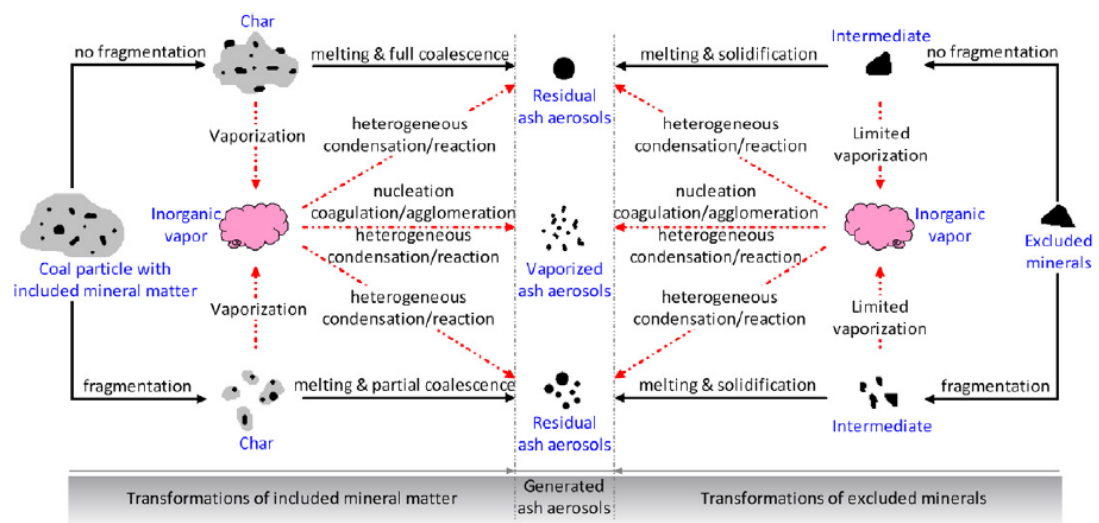 Char
Intermediate
no fragmentation
melting & full coalescence
melting & solidification
no fragmentation
Residual
ash aerosols
Vaporization
heterogeneous
condensation/reaction
heterogeneous
condensation/reaction
Limited
vaporization
Inorganic
vapor
nucleation
coagulation/agglomeration
heterogeneous
condensation/reaction
nucleation
coagulation/agglomeration
heterogeneous
condensation/reaction
Inorganic
vapor
Coal particle with
included mineral matter
Vaporized
ash aerosols
Excluded
minerals
Vaporization
heterogeneous
condensation/reaction
heterogeneous
condensation/reaction
Limited
vaporization
fragmentation
melting & partial coalescence
melting & solidification
fragmentation
Char
Residual
ash aerosols
Intermediate
Transformations of included mineral matter
Generated
ash aerosols
Transformations of excluded minerals